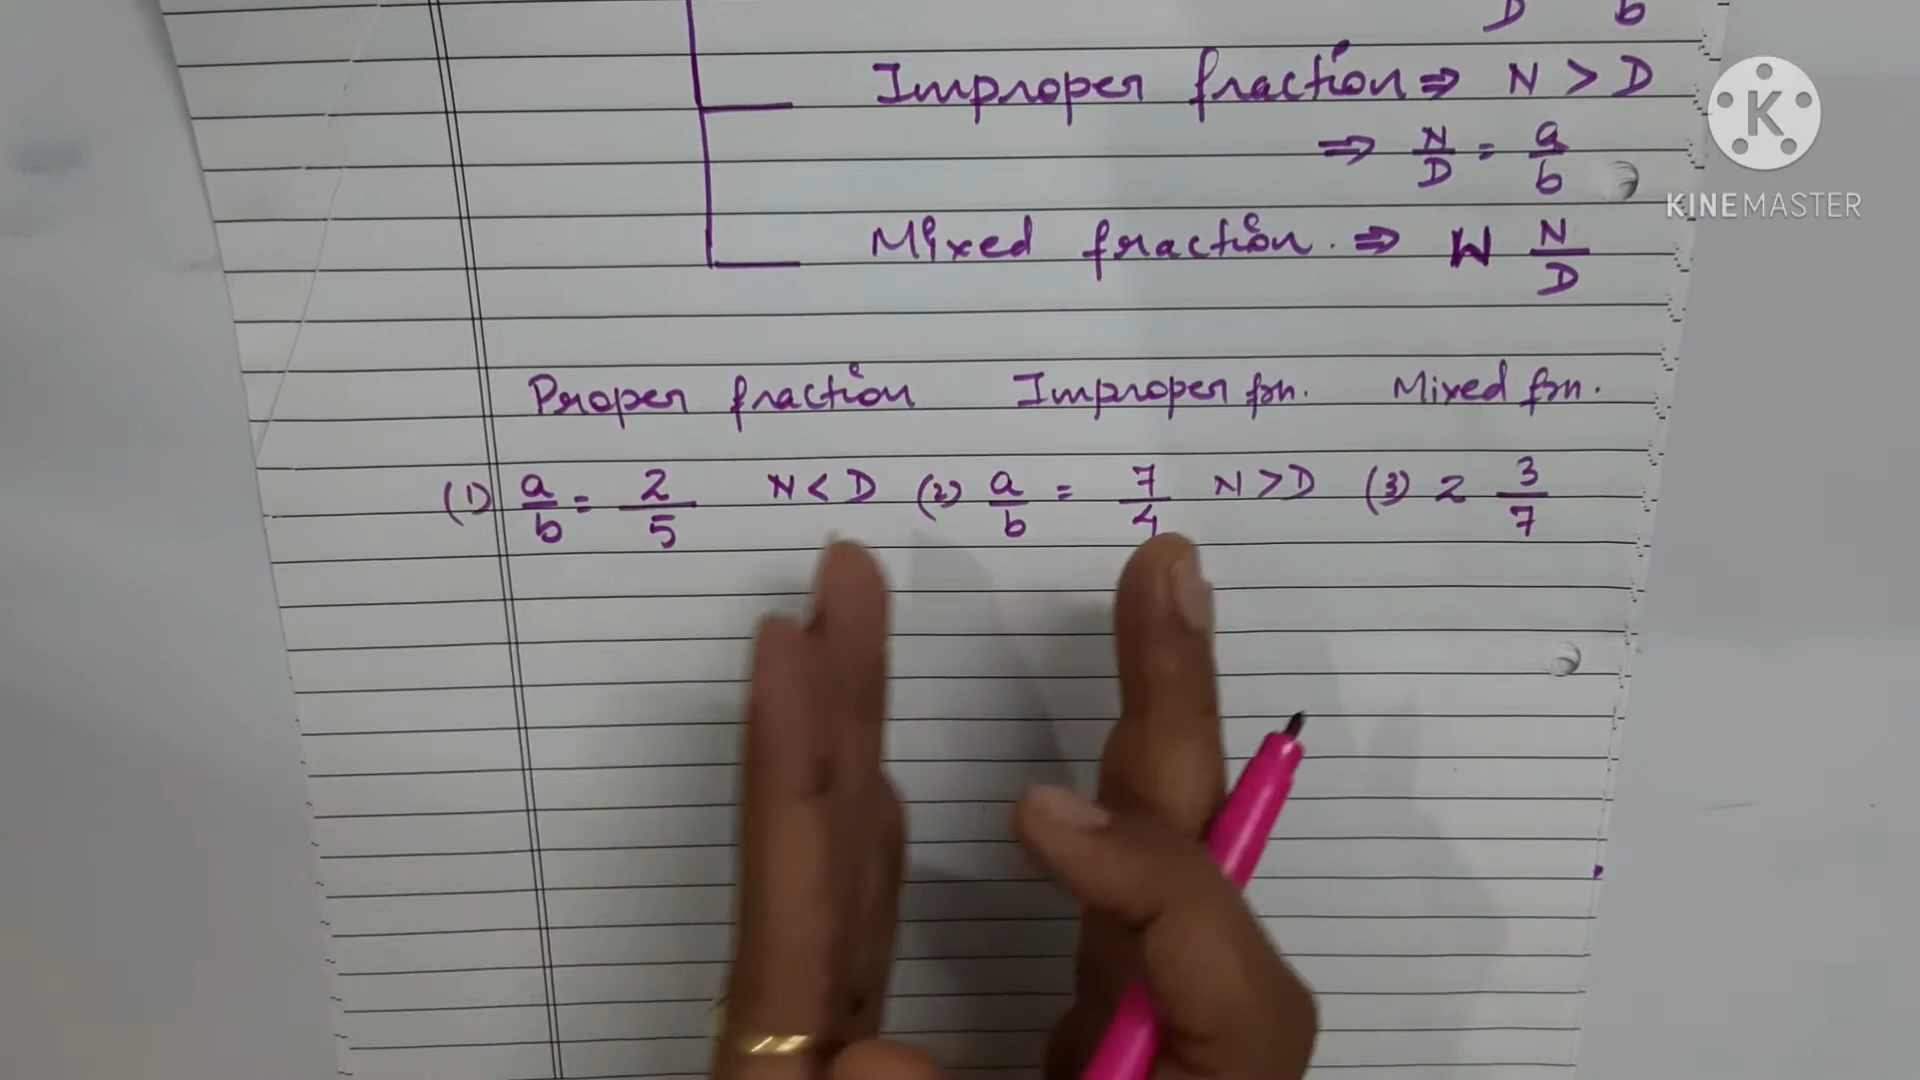 D b
Improper fraction ⇒ N > D
⇒ N/D = a/b
Mixed fraction. ⇒ W N/D
Proper fraction Improper frn. Mixed frn.
(1) a/b = 2/5 N < D (2) a/b = 7/4 N > D (3) 2 3/7
K
KINEMASTER